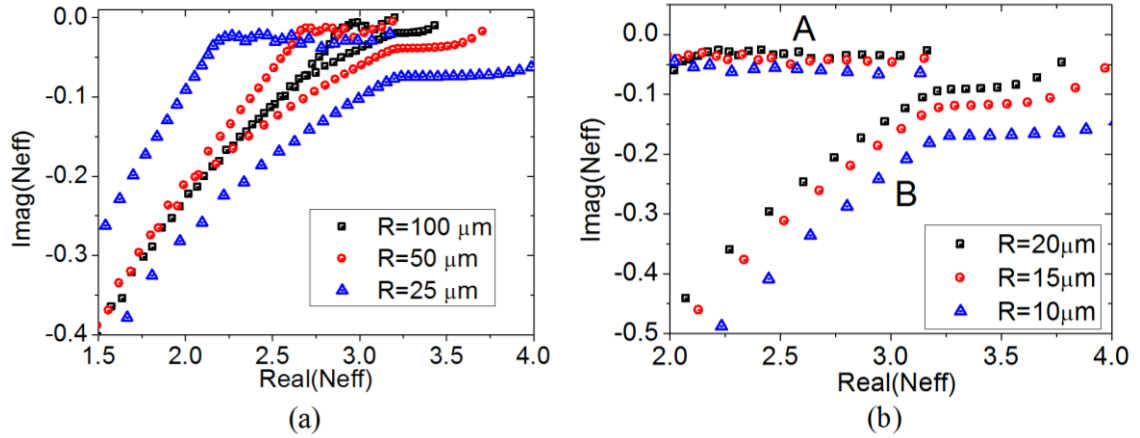 (a)
0.0
-0.1
-0.2
-0.3
-0.4
Imag(Neff)
R=100 μm
R=50 μm
R=25 μm
1.5 2.0 2.5 3.0 3.5 4.0
Real(Neff)
(a)
(b)
0.0
-0.1
-0.2
-0.3
-0.4
-0.5
Imag(Neff)
A
B
R=20μm
R=15μm
R=10μm
2.0 2.5 3.0 3.5 4.0
Real(Neff)
(b)